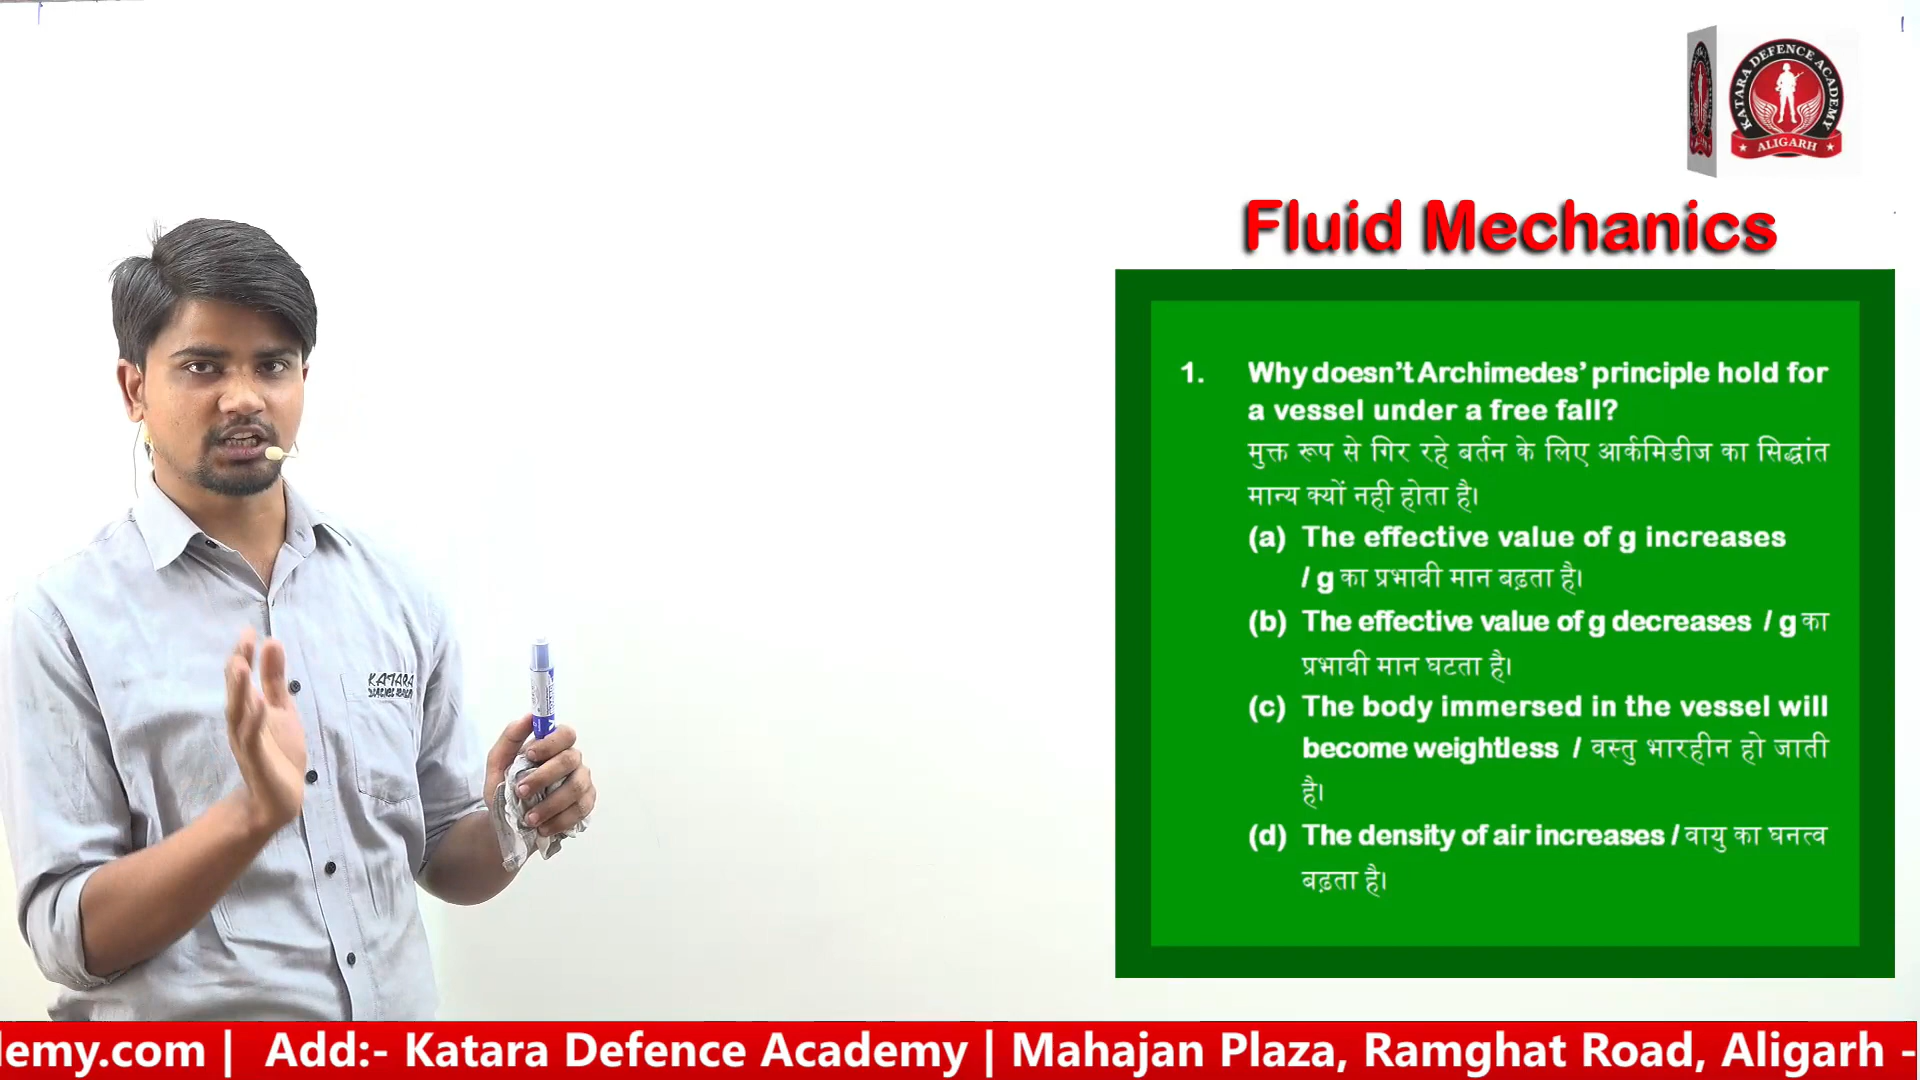 KATARA DEFENCE ACADEMY
★ ALIGARH ★
Fluid Mechanics
1. Why doesn't Archimedes' principle hold for
a vessel under a free fall?
मुक्त रूप से गिर रहे बर्तन के लिए आर्कमिडीज का सिद्धांत
मान्य क्यों नही होता है।
(a) The effective value of g increases
/ g का प्रभावी मान बढ़ता है।
(b) The effective value of g decreases / g का
प्रभावी मान घटता है।
(c) The body immersed in the vessel will
become weightless / वस्तु भारहीन हो जाती
है।
(d) The density of air increases / वायु का घनत्व
बढ़ता है।
KATARA
lemy.com | Add:- Katara Defence Academy | Mahajan Plaza, Ramghat Road, Aligarh -